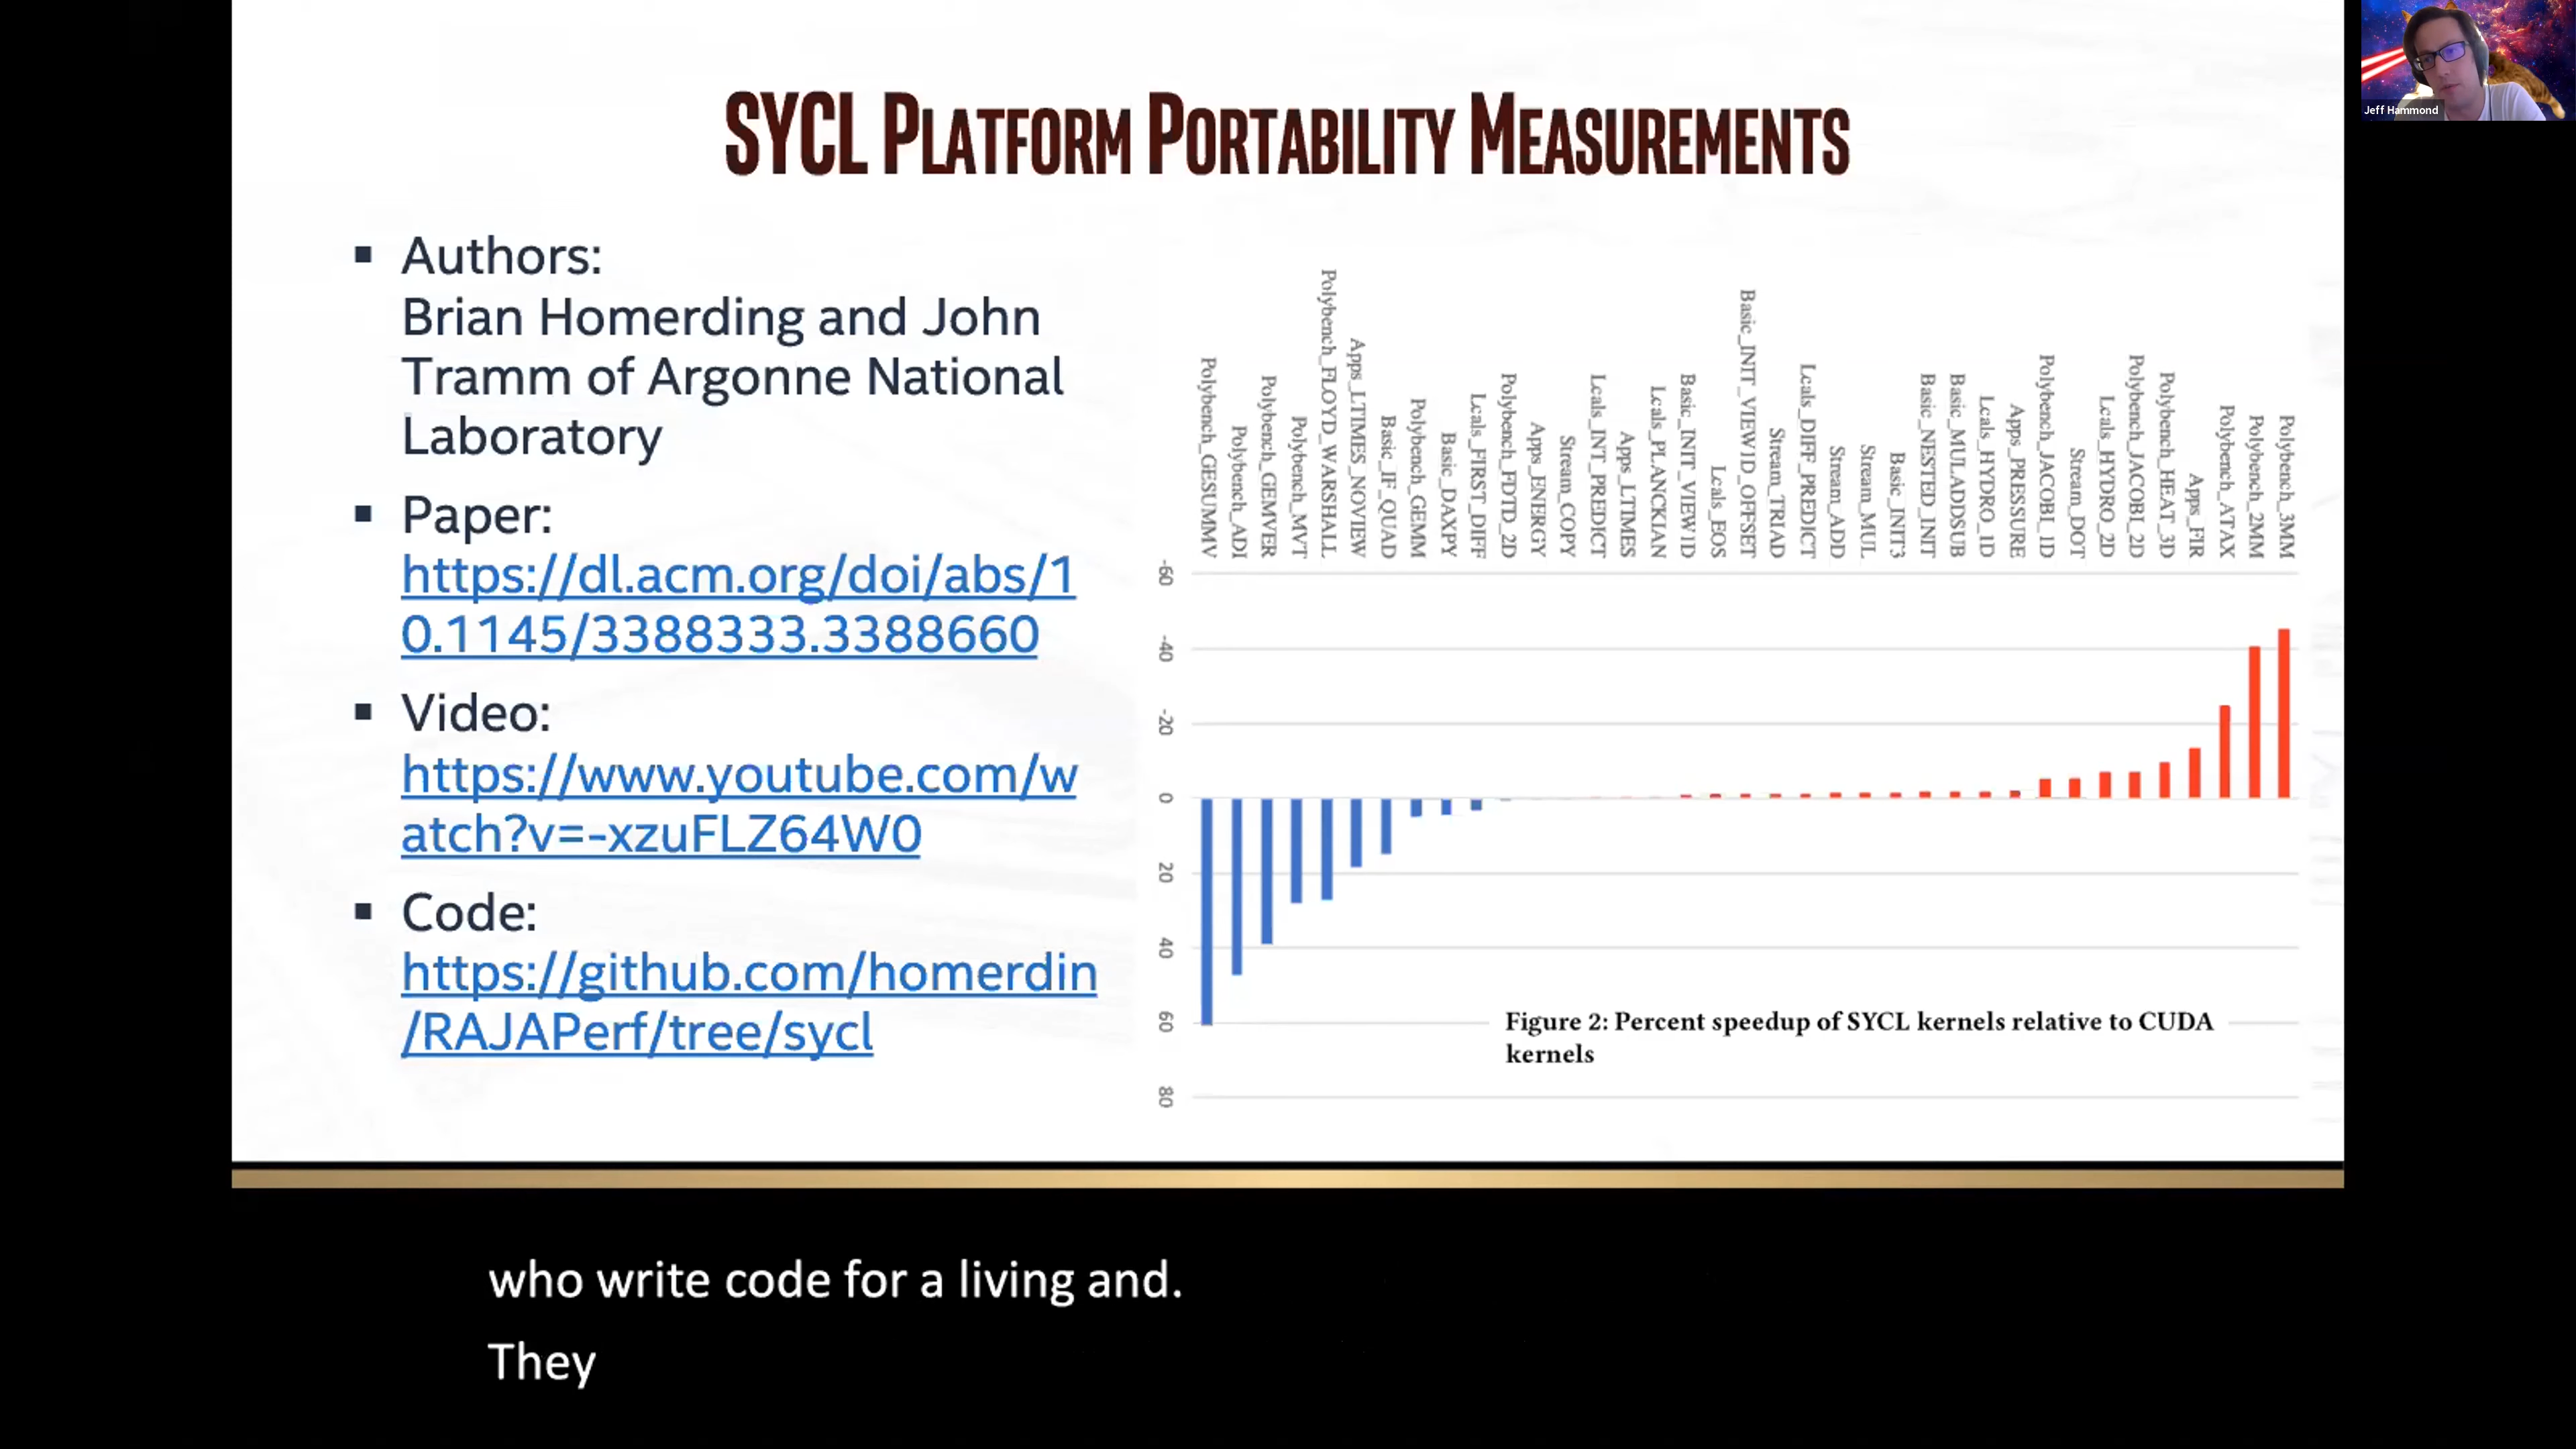 SYCL PLATFORM PORTABILITY MEASUREMENTS
Jeff Hammond
▪ Authors:
Brian Homerding and John
Tramm of Argonne National
Laboratory
▪ Paper:
https://dl.acm.org/doi/abs/1
0.1145/3388333.3388660
▪ Video:
https://www.youtube.com/w
atch?v=-xzuFLZ64W0
▪ Code:
https://github.com/homerdin
/RAJAPerf/tree/sycl
Polybench_GESUMMV
Polybench_ADI
Polybench_GEMVER
Polybench_MVT
Polybench_FLOYD_WARSHALL
Apps_LTIMES_NOVIEW
Basic_IF_QUAD
Polybench_GEMM
Basic_DAXPY
Lcals_FIRST_DIFF
Polybench_FDTD_2D
Apps_ENERGY
Stream_COPY
Lcals_INT_PREDICT
Apps_LTIMES
Lcals_PLANCKIAN
Basic_INIT_VIEW1D
Lcals_EOS
Basic_INIT_VIEW1D_OFFSET
Stream_TRIAD
Lcals_DIFF_PREDICT
Stream_ADD
Stream_MUL
Basic_INIT3
Basic_NESTED_INIT
Basic_MULADDSUB
Lcals_HYDRO_1D
Apps_PRESSURE
Polybench_JACOBI_1D
Stream_DOT
Lcals_HYDRO_2D
Polybench_JACOBI_2D
Polybench_HEAT_3D
Apps_FIR
Polybench_ATAX
Polybench_2MM
Polybench_3MM
-60
-40
-20
0
20
40
60
80
Figure 2: Percent speedup of SYCL kernels relative to CUDA
kernels
who write code for a living and.
They